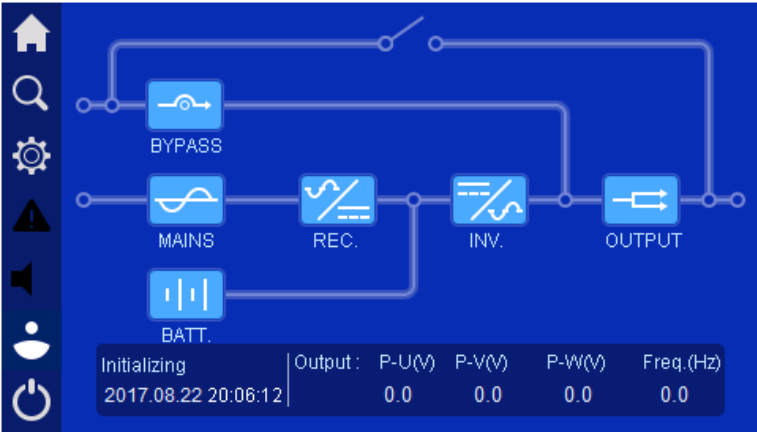 BYPASS
MAINS
REC.
INV.
OUTPUT
BATT.
Initializing
2017.08.22 20:06:12
Output : P-U(V) P-V(V) P-W(V) Freq.(Hz)
0.0 0.0 0.0 0.0